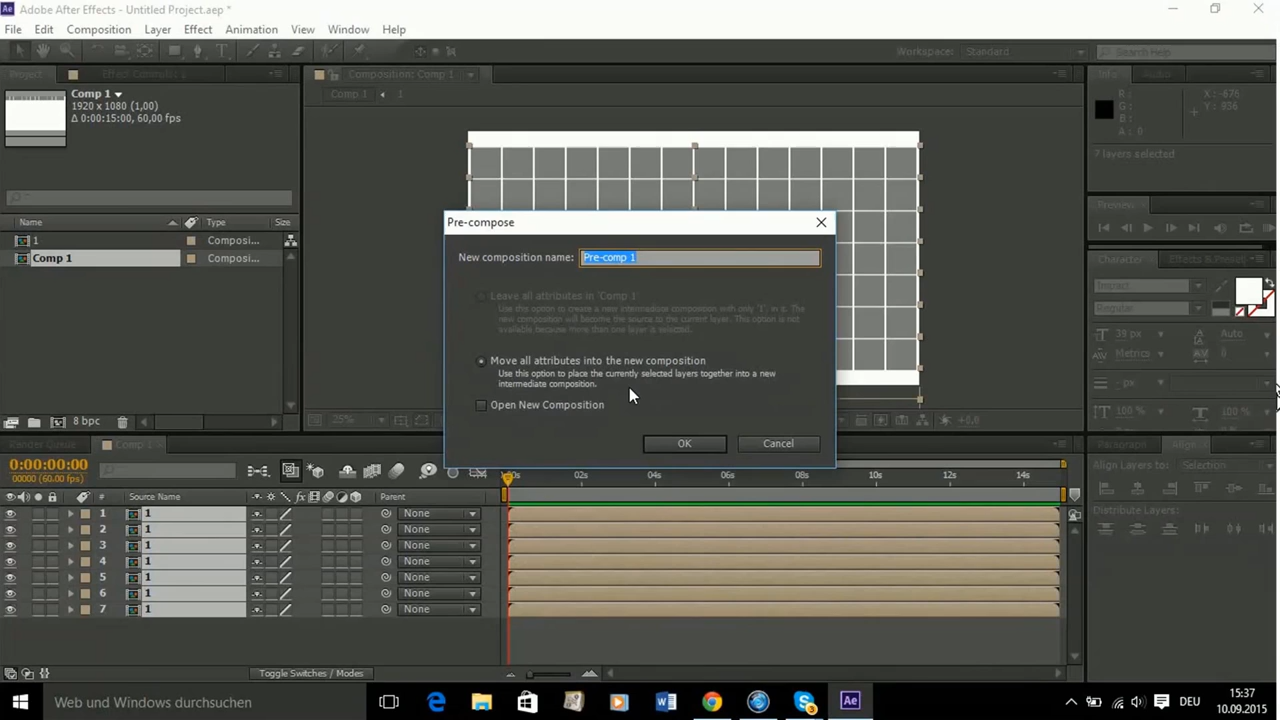 Adobe After Effects - Untitled Project.aep *
File Edit Composition Layer Effect Animation View Window Help
Workspace: Standard
Search Help
Project
Effect Controls: 1
Composition: Comp 1
Info
Audio
Comp 1
1920 x 1080 (1,00)
Δ 0:00:15:00, 60,00 fps
Comp 1
1
R :
G :
B :
A : 0
X : -676
Y : 936
7 layers selected
Preview
Name Type Size
1 Composi...
Comp 1 Composi...
Pre-compose
New composition name: Pre-comp 1
Leave all attributes in 'Comp 1'
Use this option to create a new intermediate composition with only '1' in it. The
new composition will become the source to the current layer. This option is not
available because more than one layer is selected.
Move all attributes into the new composition
Use this option to place the currently selected layers together into a new
intermediate composition.
Open New Composition
OK
Cancel
Character
Effects & Presets
Impact
Regular
39 px
Auto
Metrics
0
- px
100 %
100 %
8 bpc
25%
+0,0
Render Queue
Comp 1
Paragraph
Align
0:00:00:00
00000 (60.00 fps)
02s 04s 06s 08s 10s 12s 14s
Align Layers to: Selection
Distribute Layers:
# Source Name Parent
1 1 None
2 1 None
3 1 None
4 1 None
5 1 None
6 1 None
7 1 None
Toggle Switches / Modes
Web und Windows durchsuchen
DEU
15:37
10.09.2015